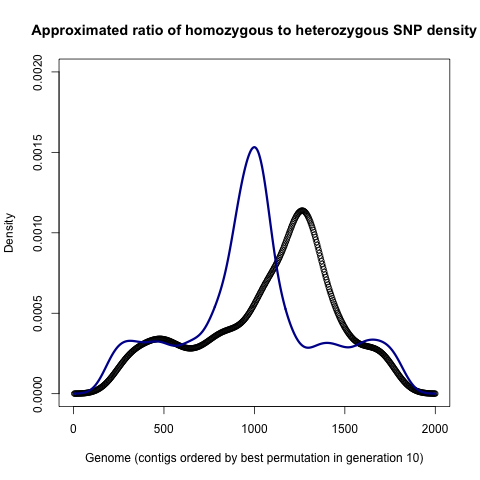 Approximated ratio of homozygous to heterozygous SNP density
0.0020
0.0015
0.0010
0.0005
0.0000
Density
0 500 1000 1500 2000
Genome (contigs ordered by best permutation in generation 10)